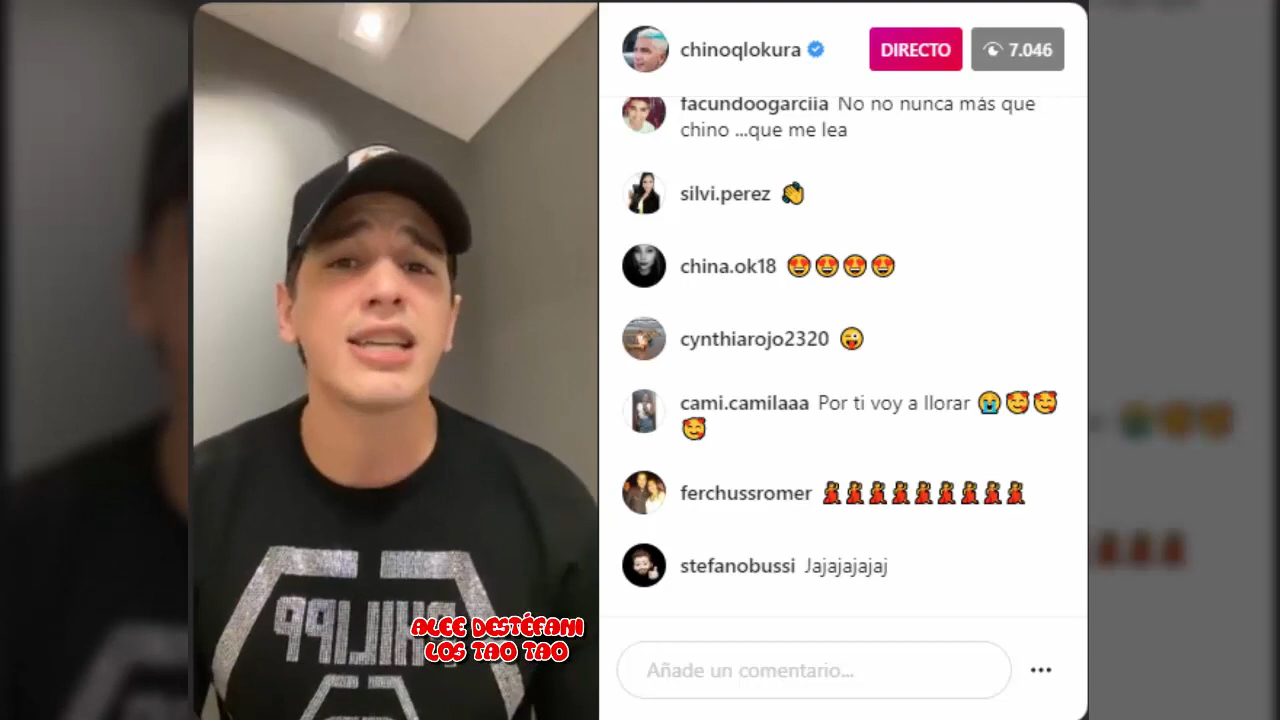 chinoqlokura
DIRECTO
7.046
facundoogarciia No no nunca más que
chino ...que me lea
silvi.perez 👏
china.ok18 😍😍😍😍
cynthiarojo2320 😜
cami.camilaaa Por ti voy a llorar 😭🥰🥰
🥰
ferchussromer 💃💃💃💃💃💃💃💃💃
stefanobussi Jajajajajaj
Añade un comentario...
PHILIPP
ALEE DESTÉFANI
LOS TAO TAO